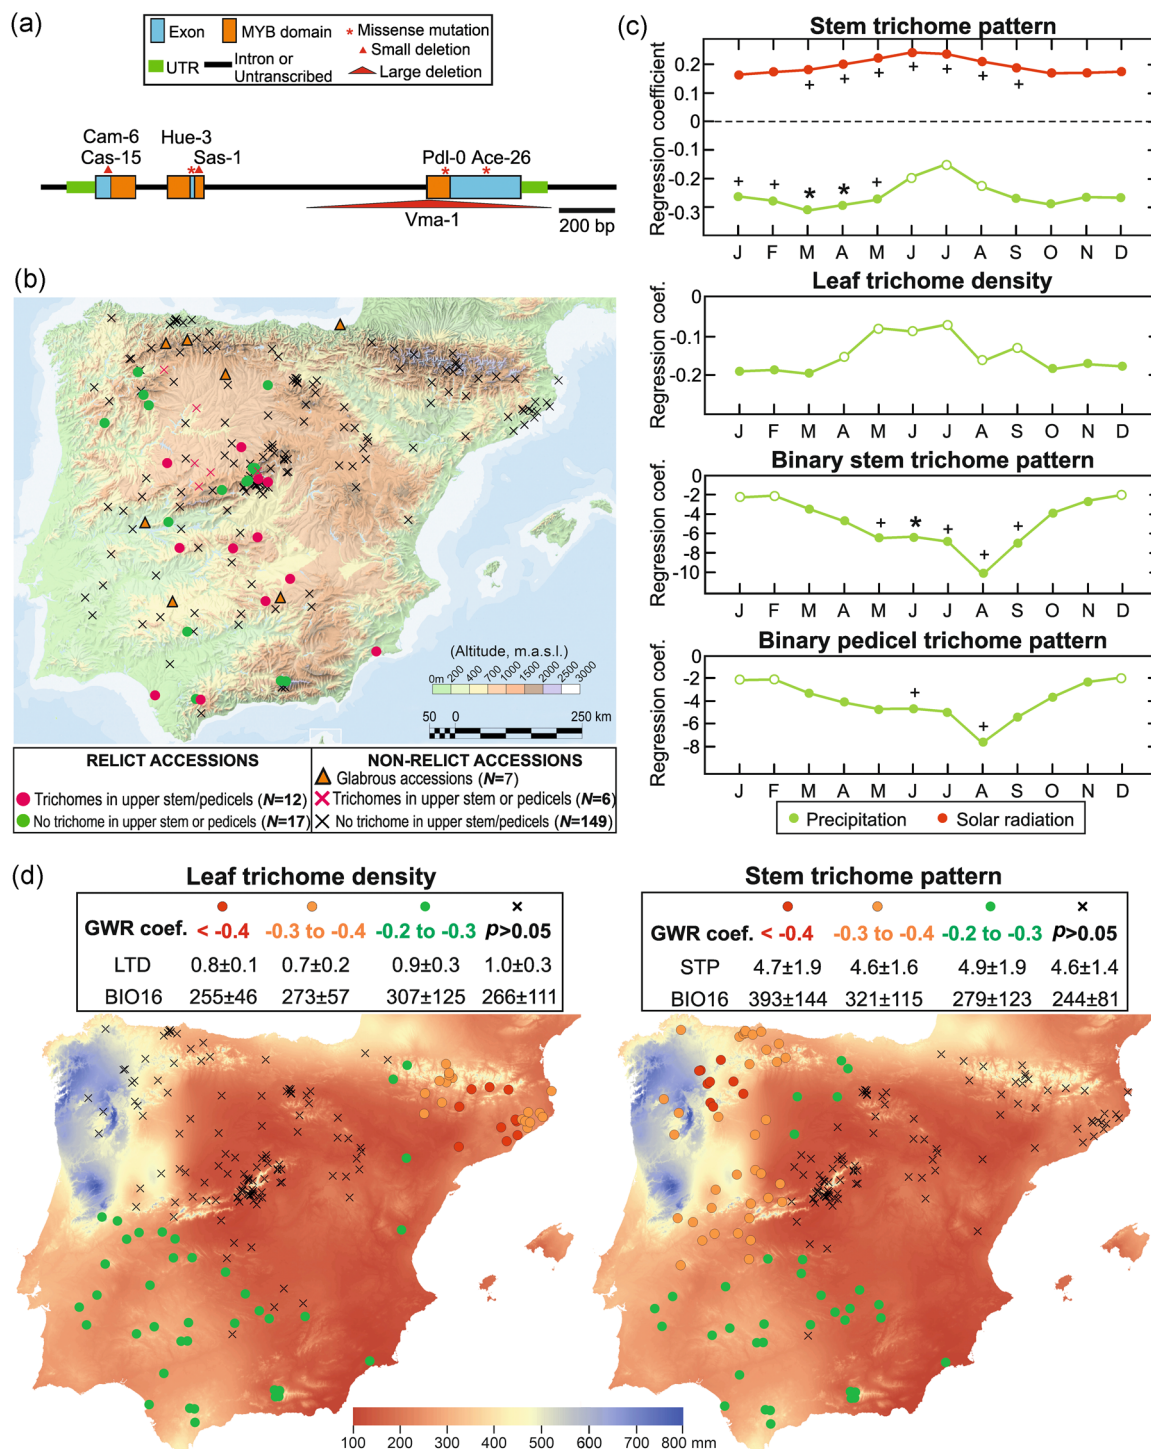 (a)
Exon
MYB domain
* Missense mutation
Small deletion
UTR
Intron or
Untranscribed
Large deletion
Cam-6
Cas-15
Hue-3
Sas-1
Pdl-0 Ace-26
Vma-1
200 bp
(b)
(Altitude, m.a.s.l.)
0m 200 400 700 1000 1500 2000 2500 3000
50 0 250 km
RELICT ACCESSIONS
Trichomes in upper stem/pedicels (N=12)
No trichome in upper stem or pedicels (N=17)
NON-RELICT ACCESSIONS
Glabrous accessions (N=7)
Trichomes in upper stem or pedicels (N=6)
No trichome in upper stem/pedicels (N=149)
(c)
Stem trichome pattern
Regression coefficient
0.2
0.1
0
-0.1
-0.2
-0.3
+ + + + + + +
+ + * * +
J F M A M J J A S O N D
Leaf trichome density
Regression coef.
0
-0.1
-0.2
J F M A M J J A S O N D
Binary stem trichome pattern
Regression coef.
0
-2
-4
-6
-8
-10
+ * + + +
J F M A M J J A S O N D
Binary pedicel trichome pattern
Regression coef.
0
-2
-4
-6
-8
+ +
J F M A M J J A S O N D
Precipitation
Solar radiation
(d)
Leaf trichome density
GWR coef. < -0.4 -0.3 to -0.4 -0.2 to -0.3 p>0.05
LTD 0.8±0.1 0.7±0.2 0.9±0.3 1.0±0.3
BIO16 255±46 273±57 307±125 266±111
Stem trichome pattern
GWR coef. < -0.4 -0.3 to -0.4 -0.2 to -0.3 p>0.05
STP 4.7±1.9 4.6±1.6 4.9±1.9 4.6±1.4
BIO16 393±144 321±115 279±123 244±81
100 200 300 400 500 600 700 800 mm